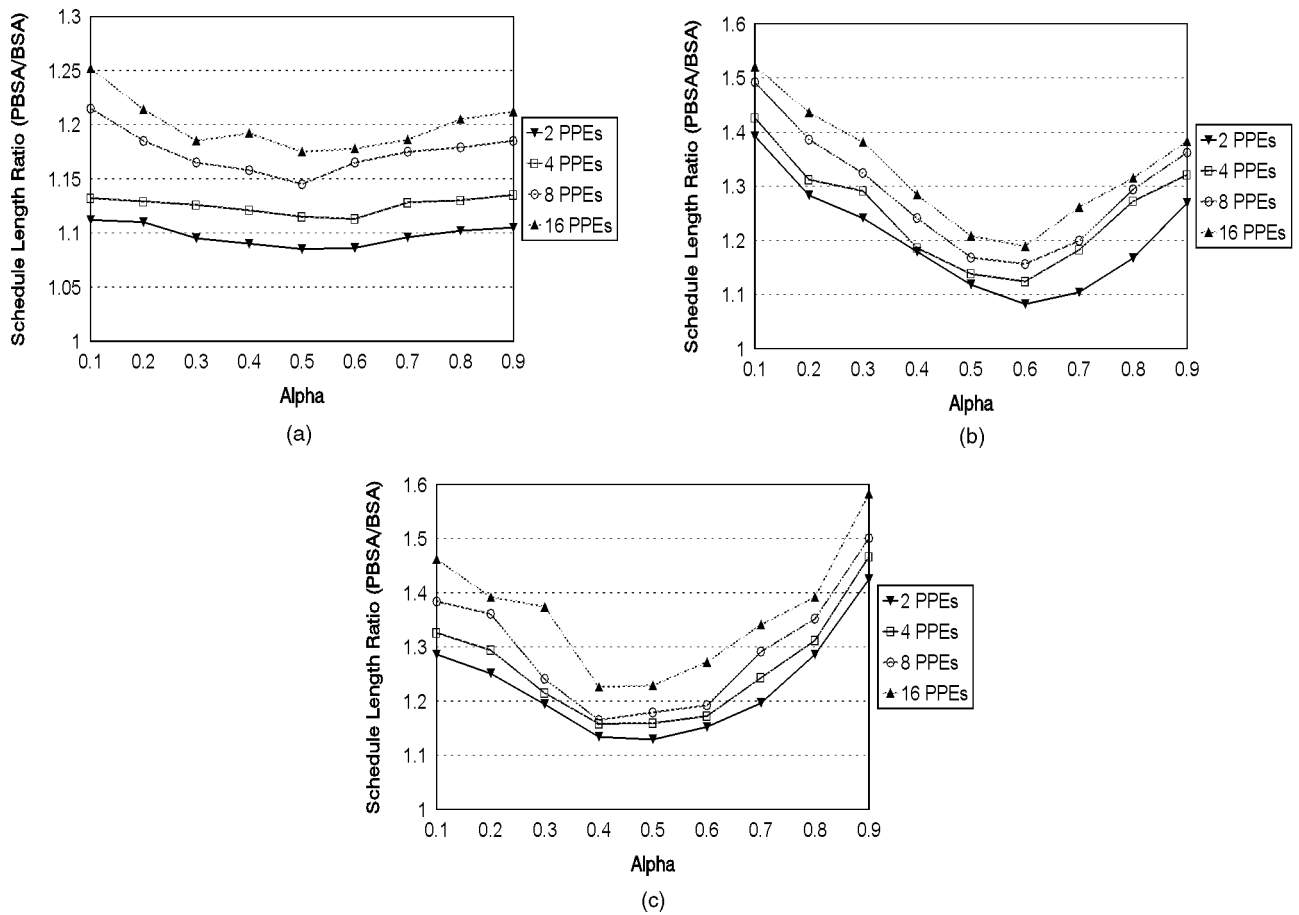 Schedule Length Ratio (PBSA/BSA)
1.3
1.25
1.2
1.15
1.1
1.05
1
0.1 0.2 0.3 0.4 0.5 0.6 0.7 0.8 0.9
Alpha
2 PPEs
4 PPEs
8 PPEs
16 PPEs
(a)
Schedule Length Ratio (PBSA/BSA)
1.6
1.5
1.4
1.3
1.2
1.1
1
0.1 0.2 0.3 0.4 0.5 0.6 0.7 0.8 0.9
Alpha
2 PPEs
4 PPEs
8 PPEs
16 PPEs
(b)
Schedule Length Ratio (PBSA/BSA)
1.6
1.5
1.4
1.3
1.2
1.1
1
0.1 0.2 0.3 0.4 0.5 0.6 0.7 0.8 0.9
Alpha
2 PPEs
4 PPEs
8 PPEs
16 PPEs
(c)